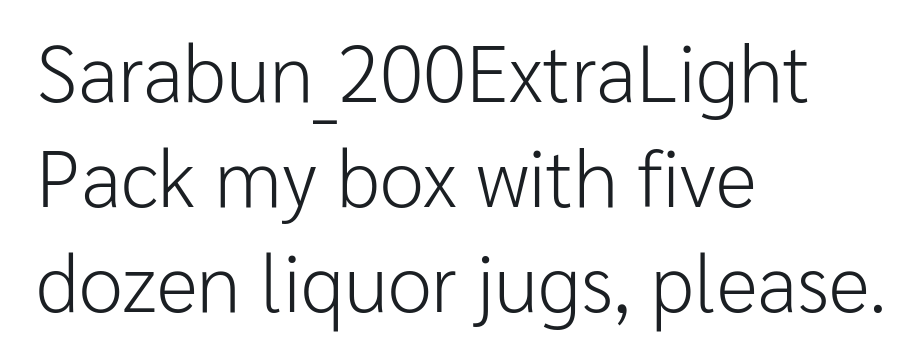 Sarabun_200ExtraLight
Pack my box with five
dozen liquor jugs, please.